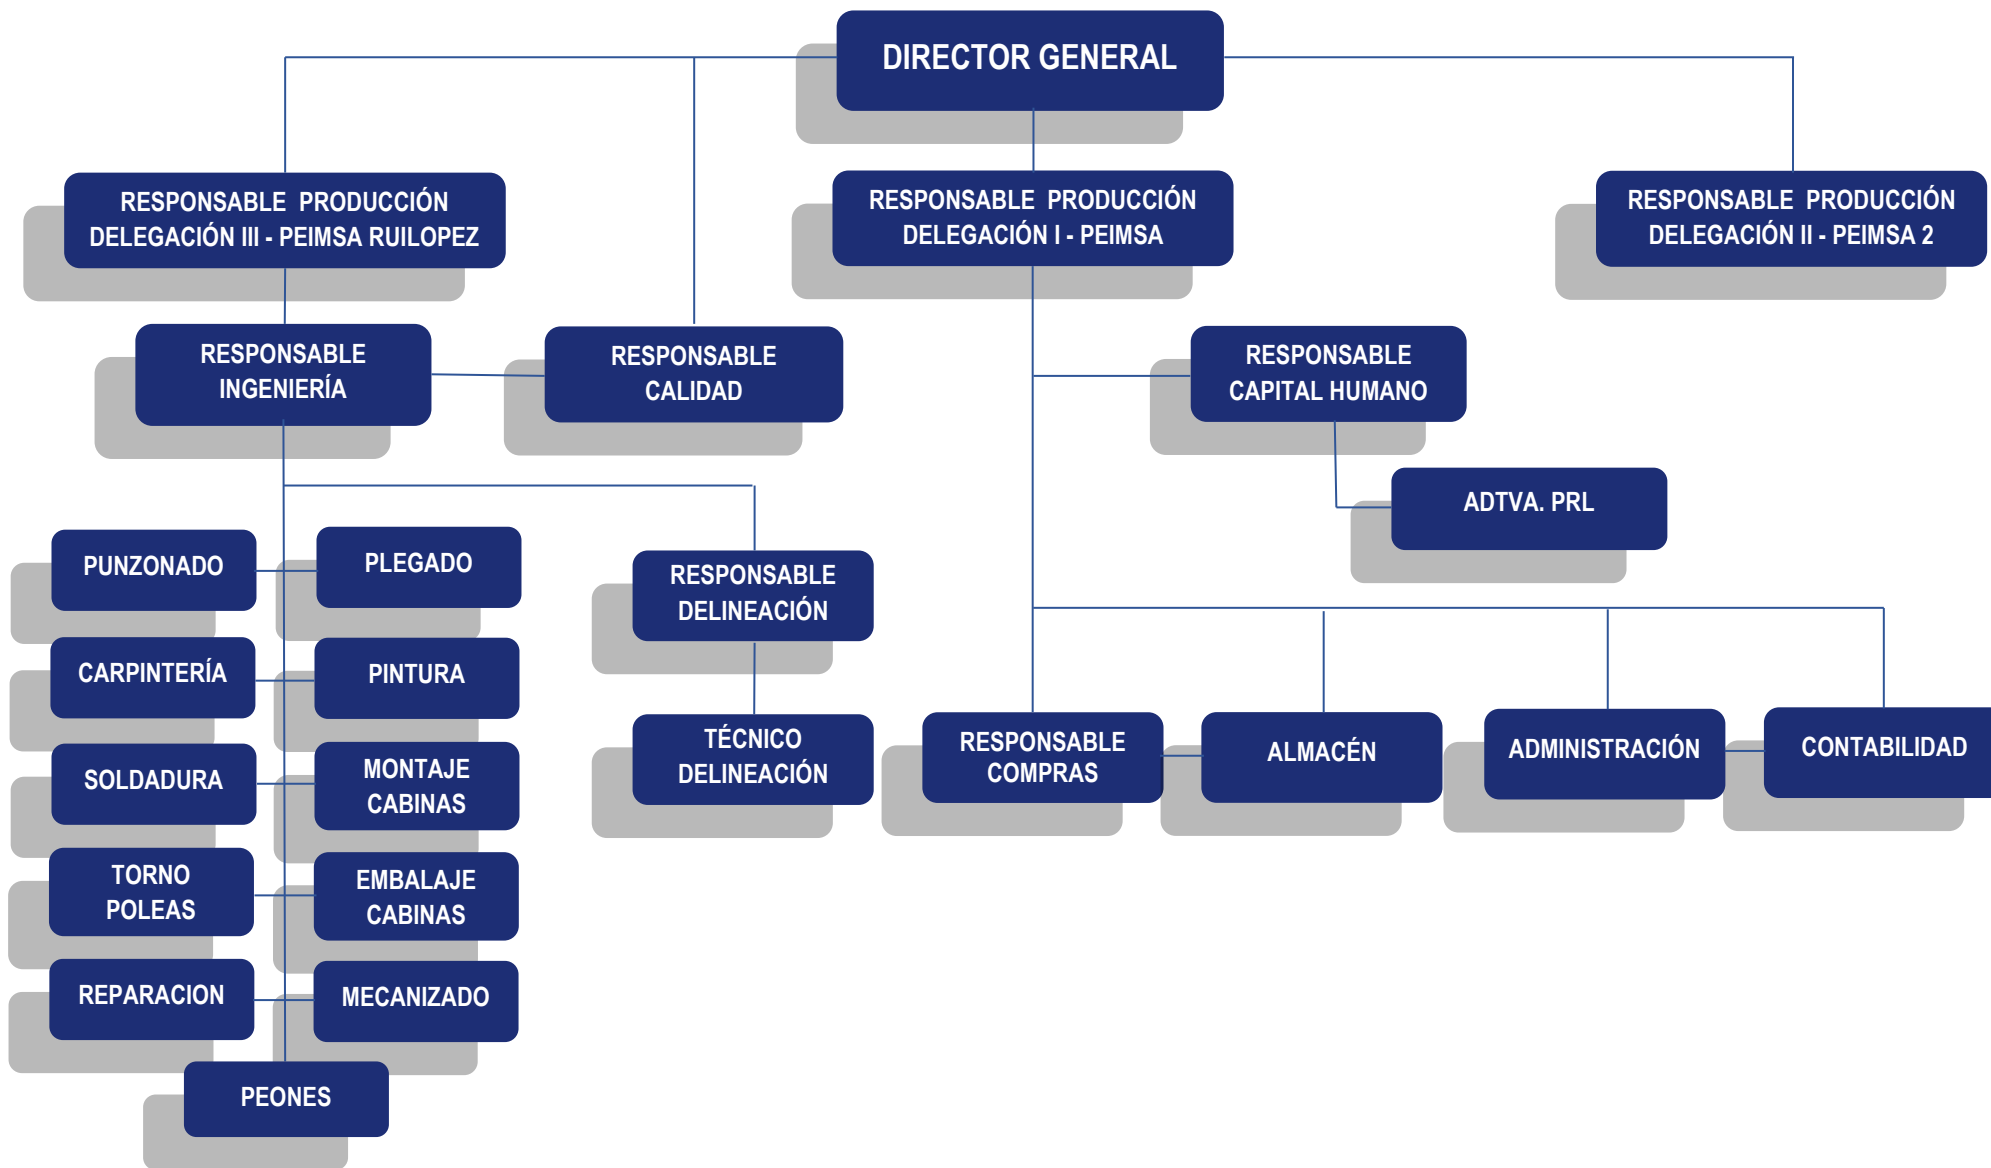 DIRECTOR GENERAL
RESPONSABLE PRODUCCIÓN
DELEGACIÓN III - PEIMSA RUILOPEZ
RESPONSABLE PRODUCCIÓN
DELEGACIÓN I - PEIMSA
RESPONSABLE PRODUCCIÓN
DELEGACIÓN II - PEIMSA 2
RESPONSABLE
INGENIERÍA
RESPONSABLE
CALIDAD
RESPONSABLE
CAPITAL HUMANO
ADTVA. PRL
PUNZONADO
PLEGADO
RESPONSABLE
DELINEACIÓN
CARPINTERÍA
PINTURA
TÉCNICO
DELINEACIÓN
RESPONSABLE
COMPRAS
ALMACÉN
ADMINISTRACIÓN
CONTABILIDAD
SOLDADURA
MONTAJE
CABINAS
TORNO
POLEAS
EMBALAJE
CABINAS
REPARACION
MECANIZADO
PEONES